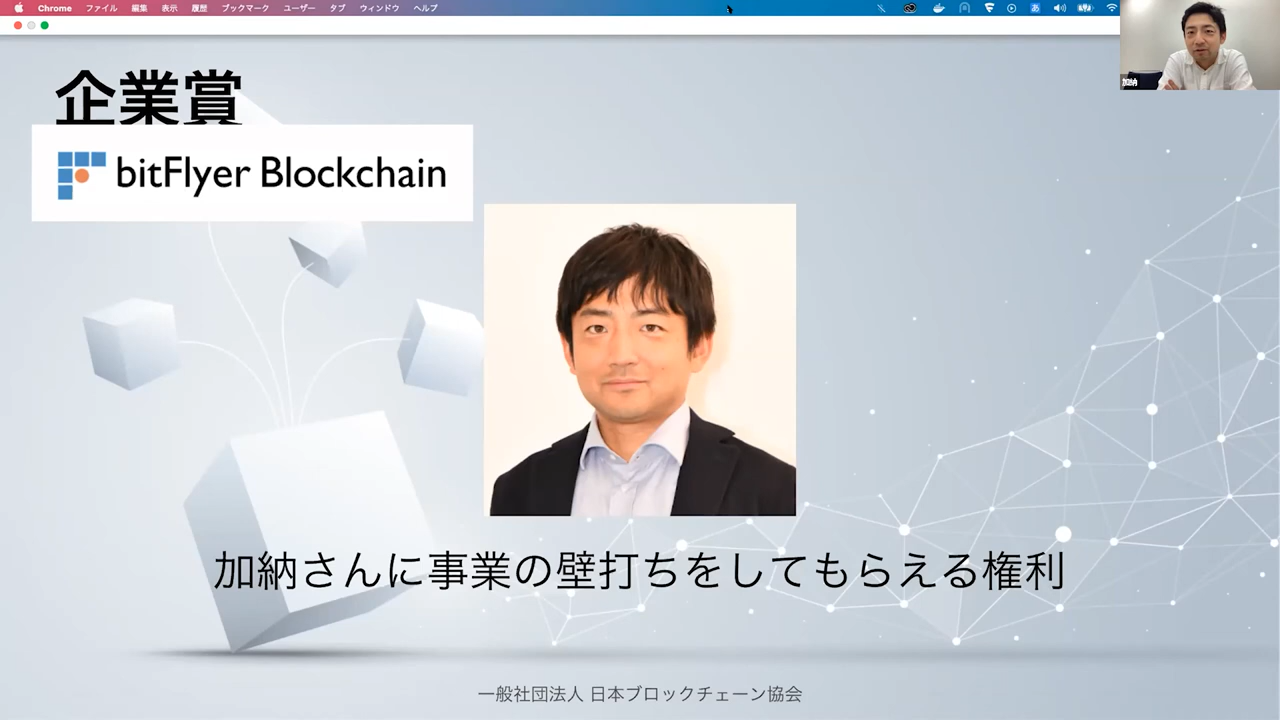 Chrome ファイル 編集 表示 履歴 ブックマーク ユーザー タブ ウィンドウ ヘルプ
あ
加納
企業賞
bitFlyer Blockchain
加納さんに事業の壁打ちをしてもらえる権利
一般社団法人 日本ブロックチェーン協会